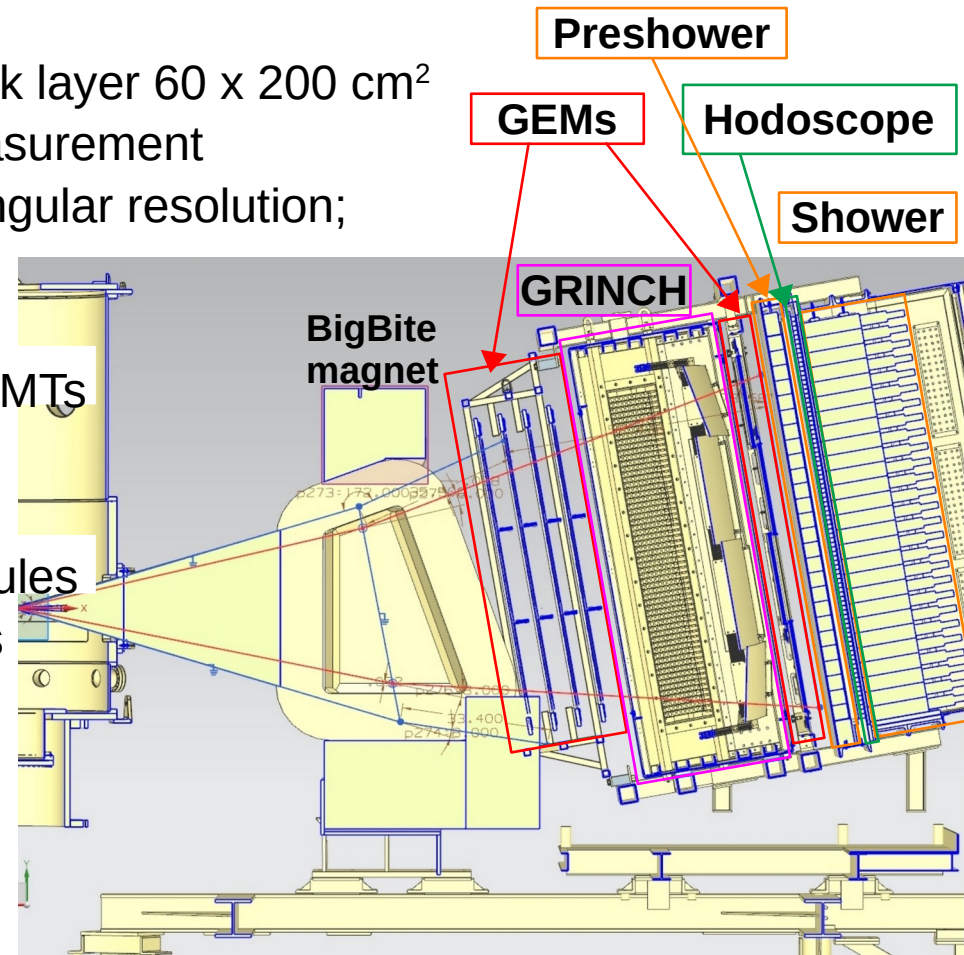 Preshower
k layer 60 x 200 cm²
GEMs
Hodoscope
asurement
ngular resolution;
Shower
GRINCH
BigBite
magnet
MTs
ules
s
x
33.400
Y